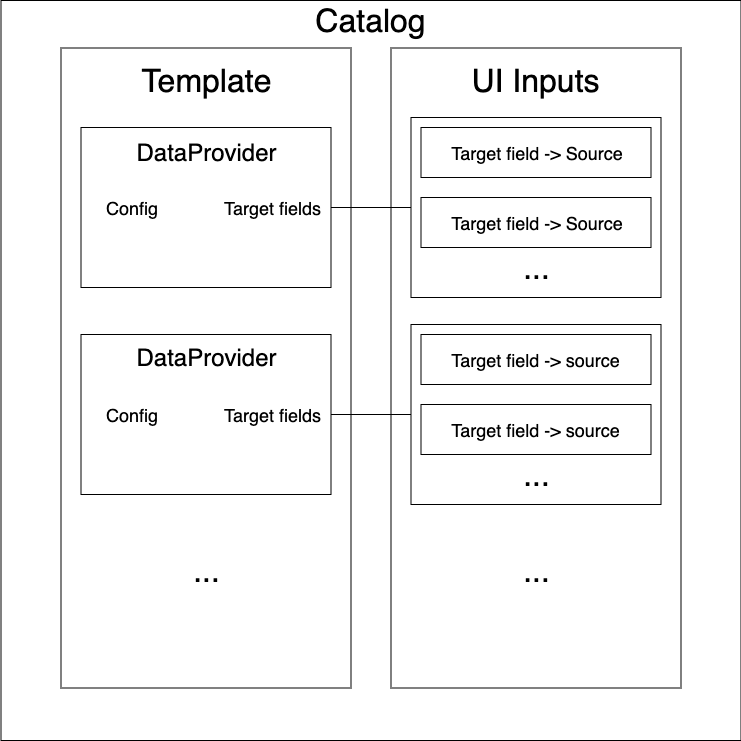 Catalog
Template
DataProvider
Config Target fields
DataProvider
Config Target fields
...
UI Inputs
Target field -> Source
Target field -> Source
...
Target field -> source
Target field -> source
...
...